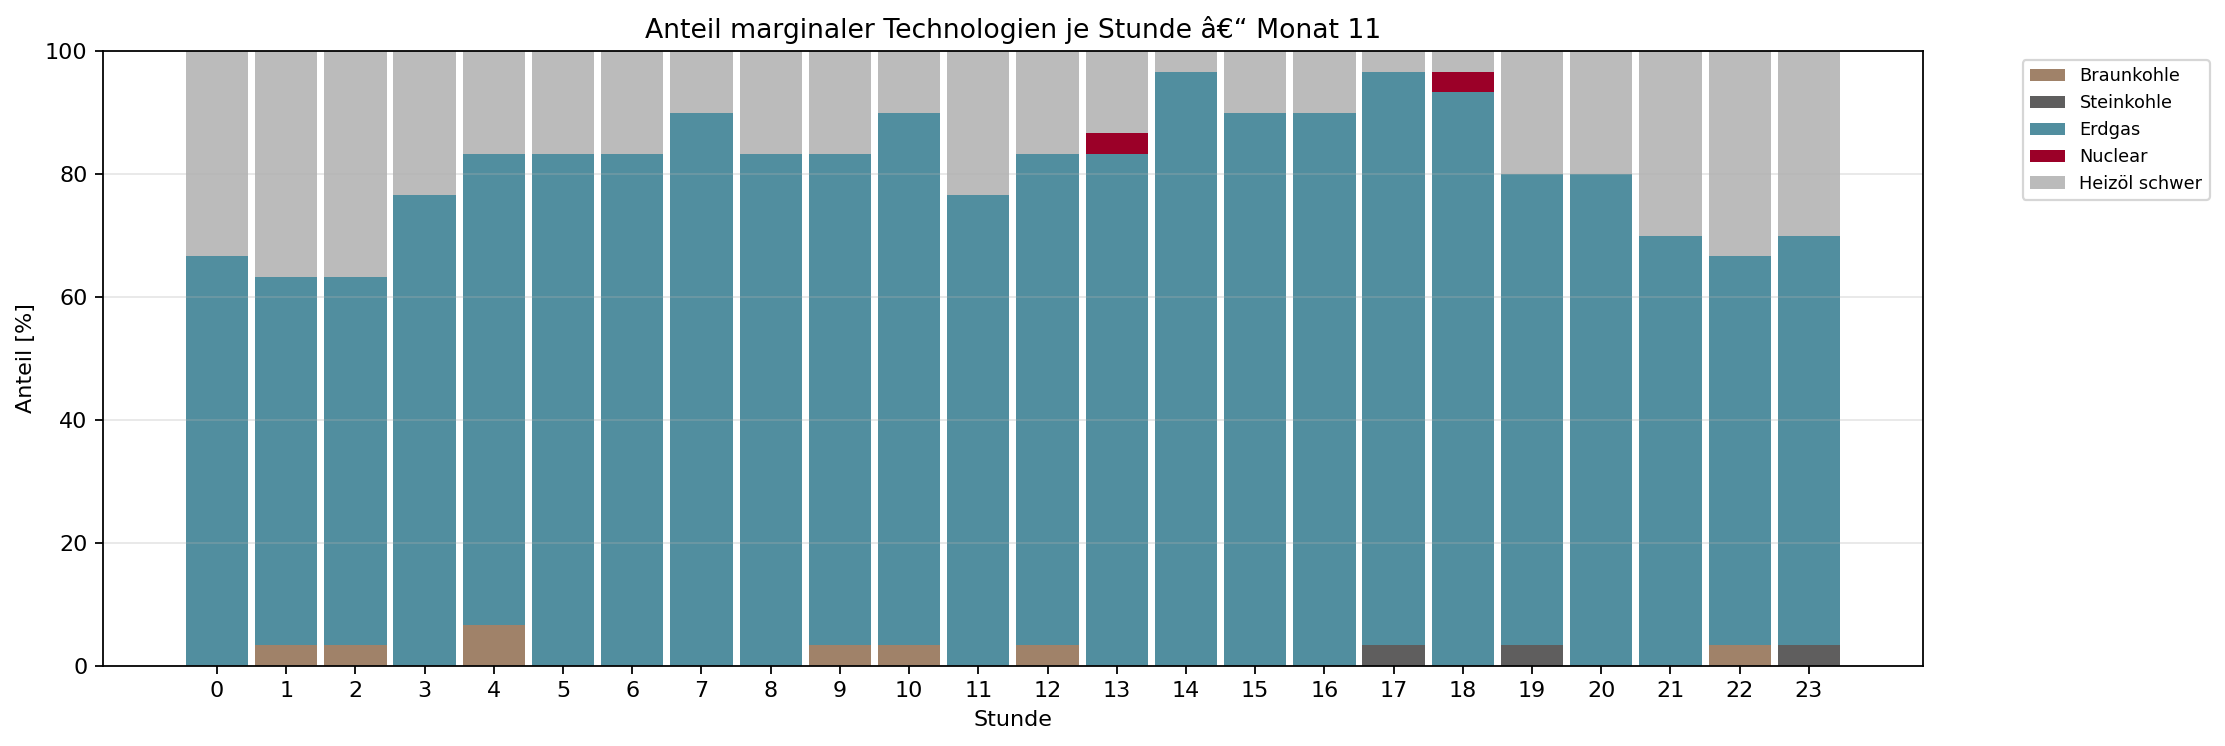 Anteil marginaler Technologien je Stunde â€“ Monat 11
Anteil [%]
100
80
60
40
20
0
0 1 2 3 4 5 6 7 8 9 10 11 12 13 14 15 16 17 18 19 20 21 22 23
Stunde
Braunkohle
Steinkohle
Erdgas
Nuclear
Heizöl schwer